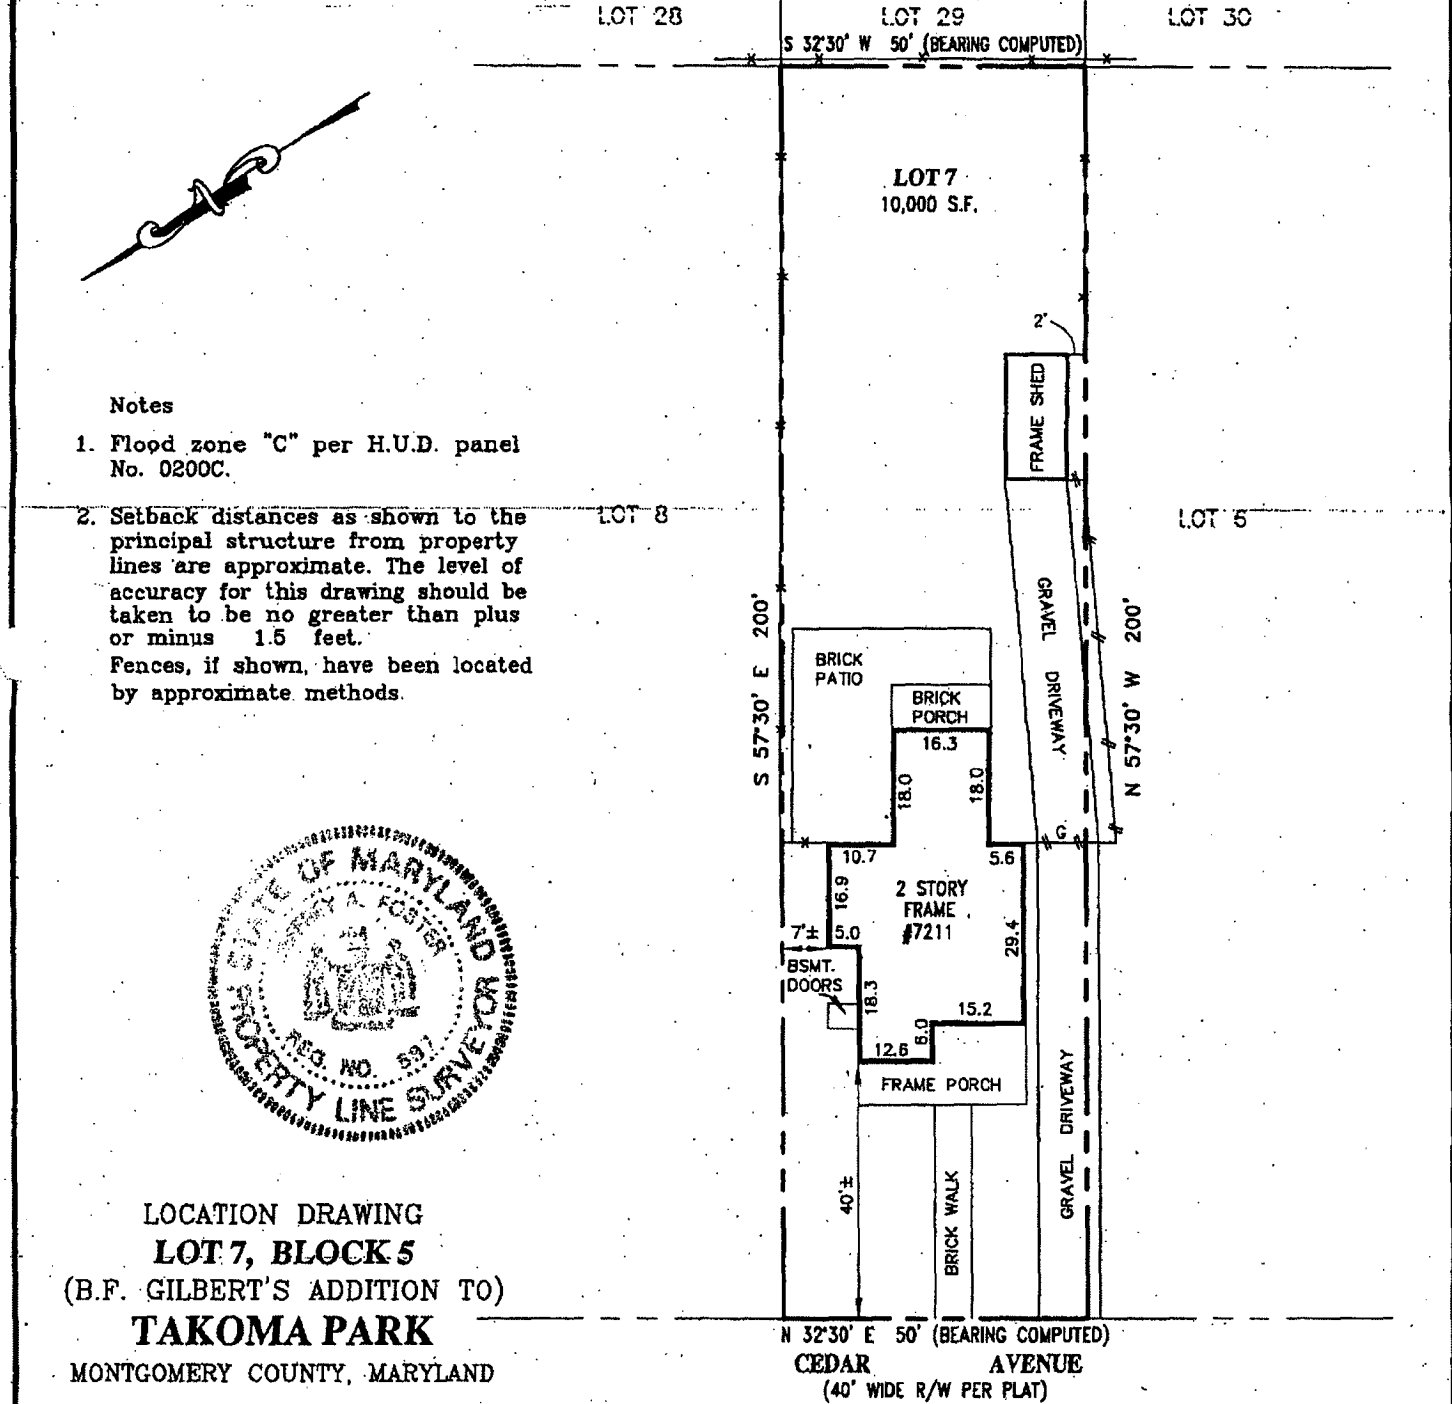 LOT 28
LOT 29
LOT 30
S 32°30' W 50' (BEARING COMPUTED)
LOT 7
10,000 S.F.
2'
FRAME SHED
Notes
1. Flood zone "C" per H.U.D. panel
No. 0200C.
2. Setback distances as shown to the
principal structure from property
lines are approximate. The level of
accuracy for this drawing should be
taken to be no greater than plus
or minus 1.5 feet.
Fences, if shown, have been located
by approximate methods.
LOT 8
LOT 6
S 57°30' E 200'
N 57°30' W 200'
GRAVEL DRIVEWAY
BRICK
PATIO
BRICK
PORCH
16.3
18.0
18.0
G
10.7
5.6
16.9
2 STORY
FRAME
#7211
29.4
7'±
5.0
BSMT.
DOORS
18.3
15.2
6.0
12.6
FRAME PORCH
40'±
BRICK WALK
GRAVEL DRIVEWAY
STATE OF MARYLAND
A. FOSTER
REG. NO. 597
PROPERTY LINE SURVEYOR
LOCATION DRAWING
LOT 7, BLOCK 5
(B.F. GILBERT'S ADDITION TO)
TAKOMA PARK
MONTGOMERY COUNTY, MARYLAND
N 32°30' E 50' (BEARING COMPUTED)
CEDAR AVENUE
(40' WIDE R/W PER PLAT)